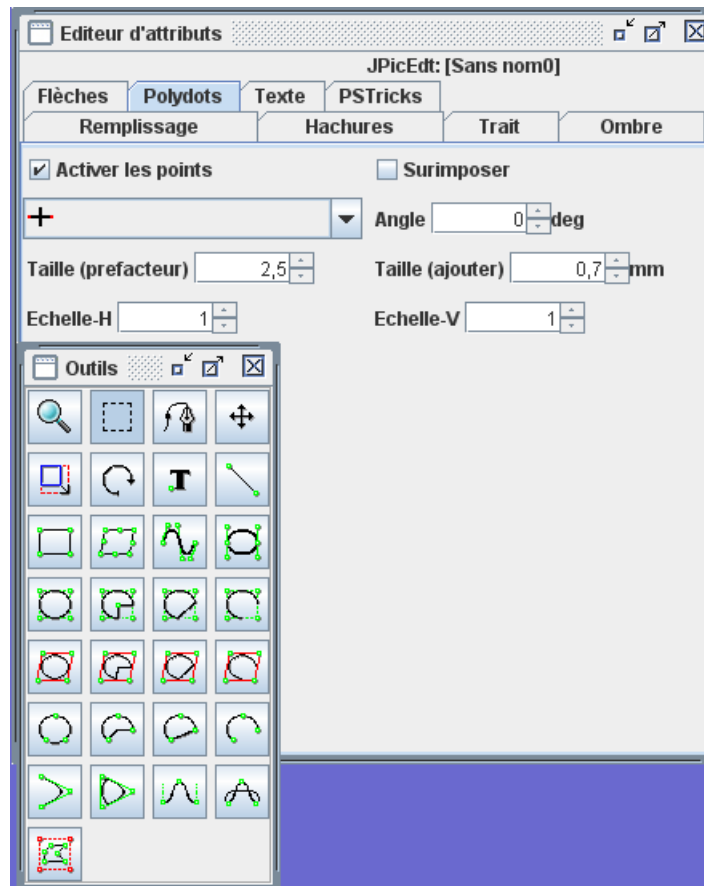 Editeur d'attributs
JPicEdt: [Sans nom0]
Flèches Polydots Texte PSTricks
Remplissage Hachures Trait Ombre
Activer les points Surimposer
Angle 0 deg
Taille (prefacteur) 2,5 Taille (ajouter) 0,7 mm
Echelle-H 1 Echelle-V 1
Outils
T